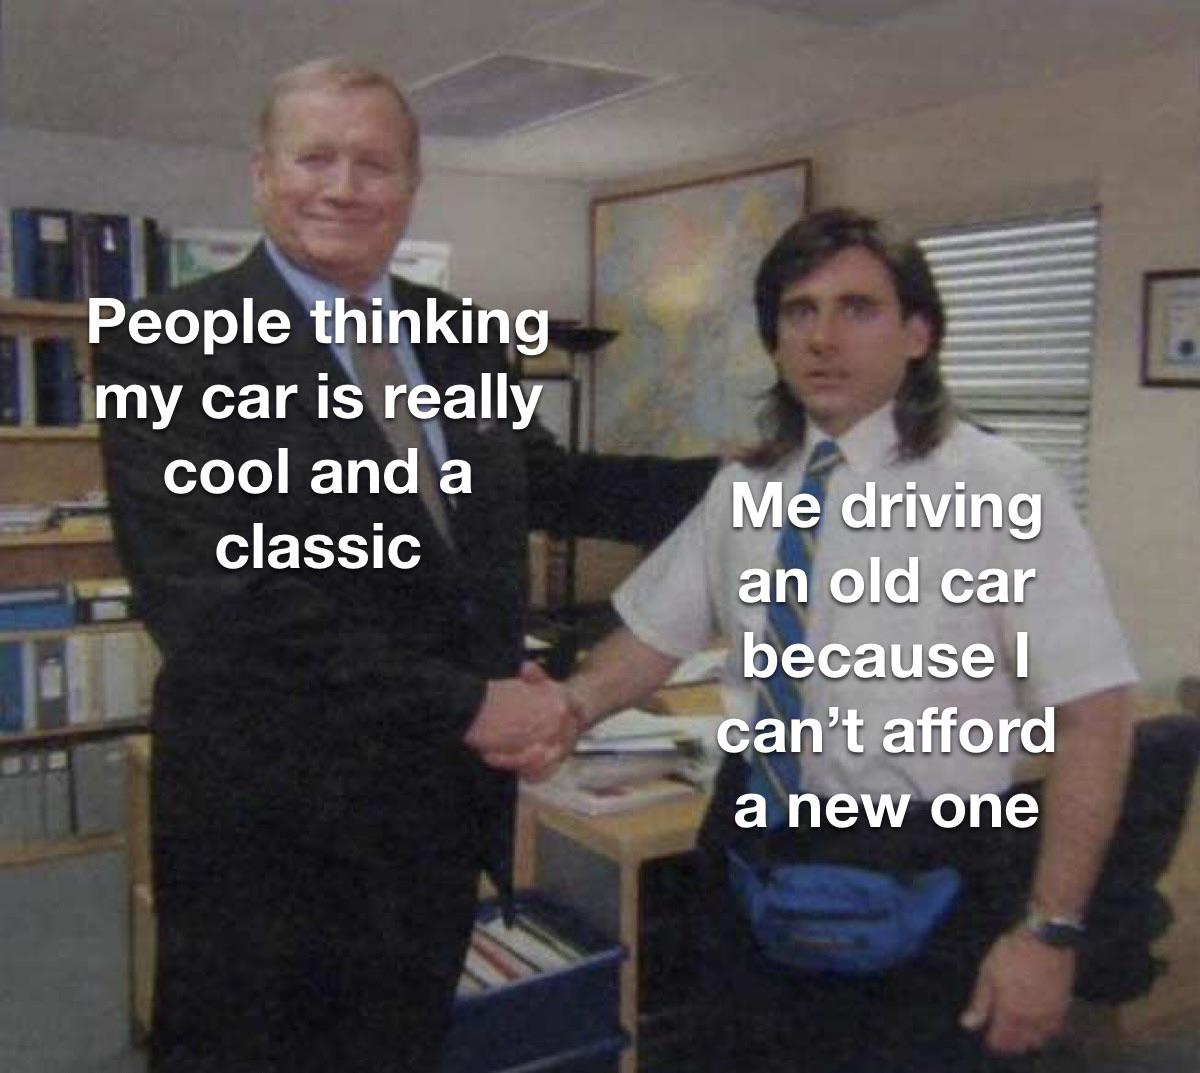 People thinking
my car is really
cool and a
classic
Me driving
an old car
because I
can’t afford
a new one